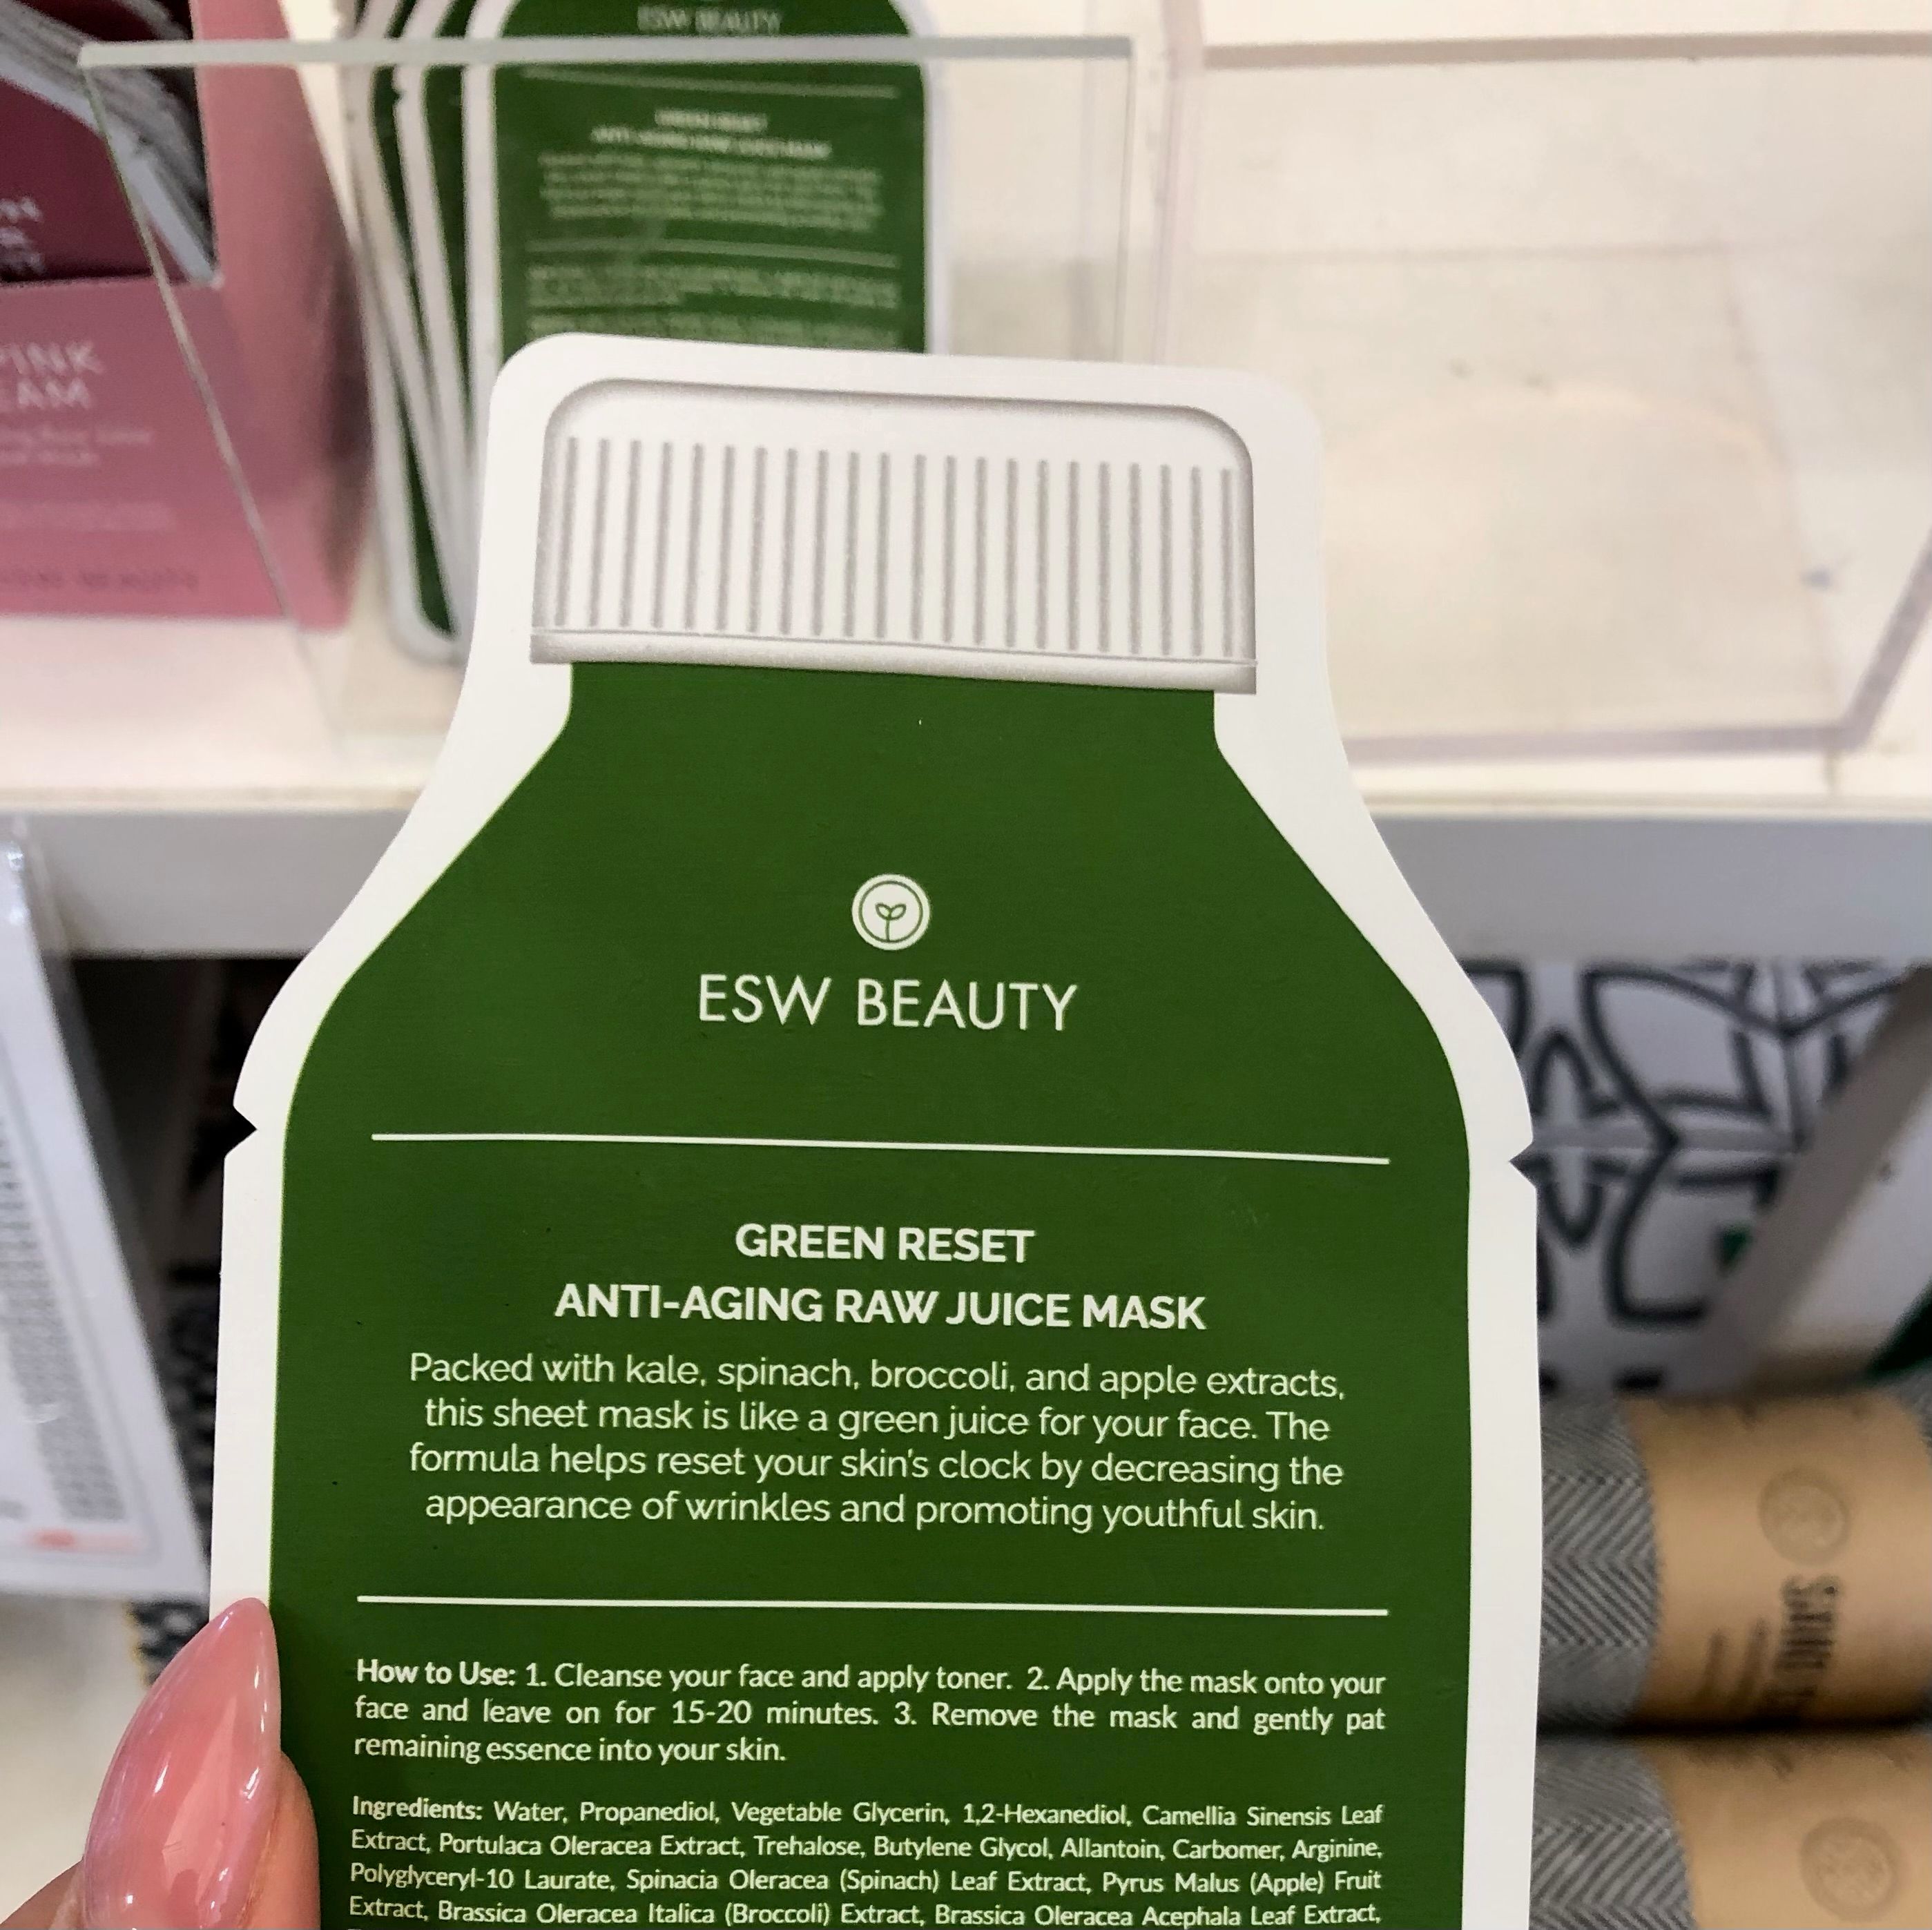 ESW BEAUTY
GREEN RESET
PINK
ESW BEAUTY
GREEN RESET
ANTI-AGING RAW JUICE MASK
Packed with kale, spinach, broccoli, and apple extracts,
this sheet mask is like a green juice for your face. The
formula helps reset your skin's clock by decreasing the
appearance of wrinkles and promoting youthful skin.
How to Use: 1. Cleanse your face and apply toner. 2. Apply the mask onto your
face and leave on for 15-20 minutes. 3. Remove the mask and gently pat
remaining essence into your skin.
Ingredients: Water, Propanediol, Vegetable Glycerin, 1,2-Hexanediol, Camellia Sinensis Leaf
Extract, Portulaca Oleracea Extract, Trehalose, Butylene Glycol, Allantoin, Carbomer, Arginine,
Polyglyceryl-10 Laurate, Spinacia Oleracea (Spinach) Leaf Extract, Pyrus Malus (Apple) Fruit
Extract, Brassica Oleracea Italica (Broccoli) Extract, Brassica Oleracea Acephala Leaf Extract,